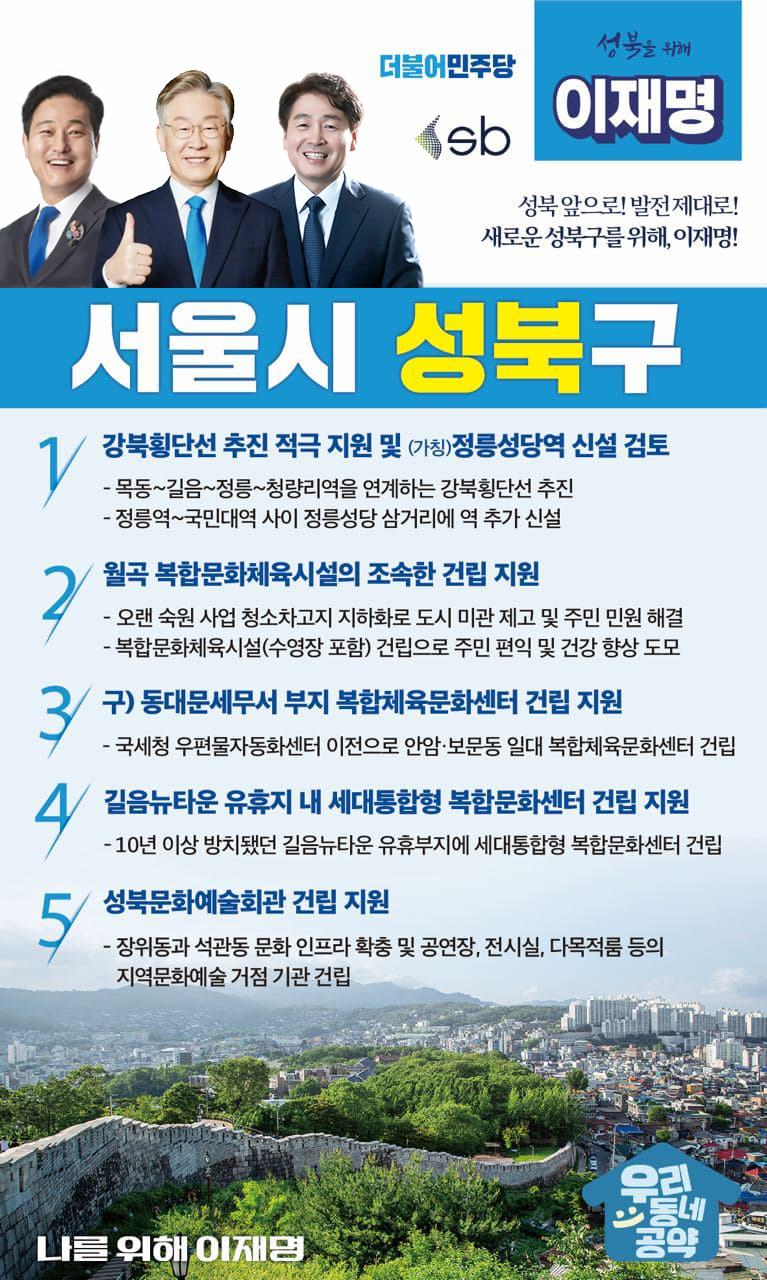 더불어민주당
sb
성북을 위해
이재명
성북 앞으로! 발전 제대로!
새로운 성북구를 위해, 이재명!
서울시 성북구
1 강북횡단선 추진 적극 지원 및 (가칭)정릉성당역 신설 검토
- 목동~길음~정릉~청량리역을 연계하는 강북횡단선 추진
- 정릉역~국민대역 사이 정릉성당 삼거리에 역 추가 신설
2 월곡 복합문화체육시설의 조속한 건립 지원
- 오랜 숙원 사업 청소차고지 지하화로 도시 미관 제고 및 주민 민원 해결
- 복합문화체육시설(수영장 포함) 건립으로 주민 편익 및 건강 향상 도모
3 구) 동대문세무서 부지 복합체육문화센터 건립 지원
- 국세청 우편물자동화센터 이전으로 안암·보문동 일대 복합체육문화센터 건립
4 길음뉴타운 유휴지 내 세대통합형 복합문화센터 건립 지원
- 10년 이상 방치됐던 길음뉴타운 유휴부지에 세대통합형 복합문화센터 건립
5 성북문화예술회관 건립 지원
- 장위동과 석관동 문화 인프라 확충 및 공연장, 전시실, 다목적룸 등의
지역문화예술 거점 기관 건립
나를 위해 이재명
우리
동네
공약